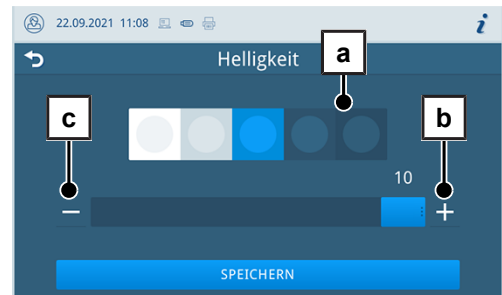 22.09.2021 11:08
i
Helligkeit
a
c
b
10
− +
SPEICHERN